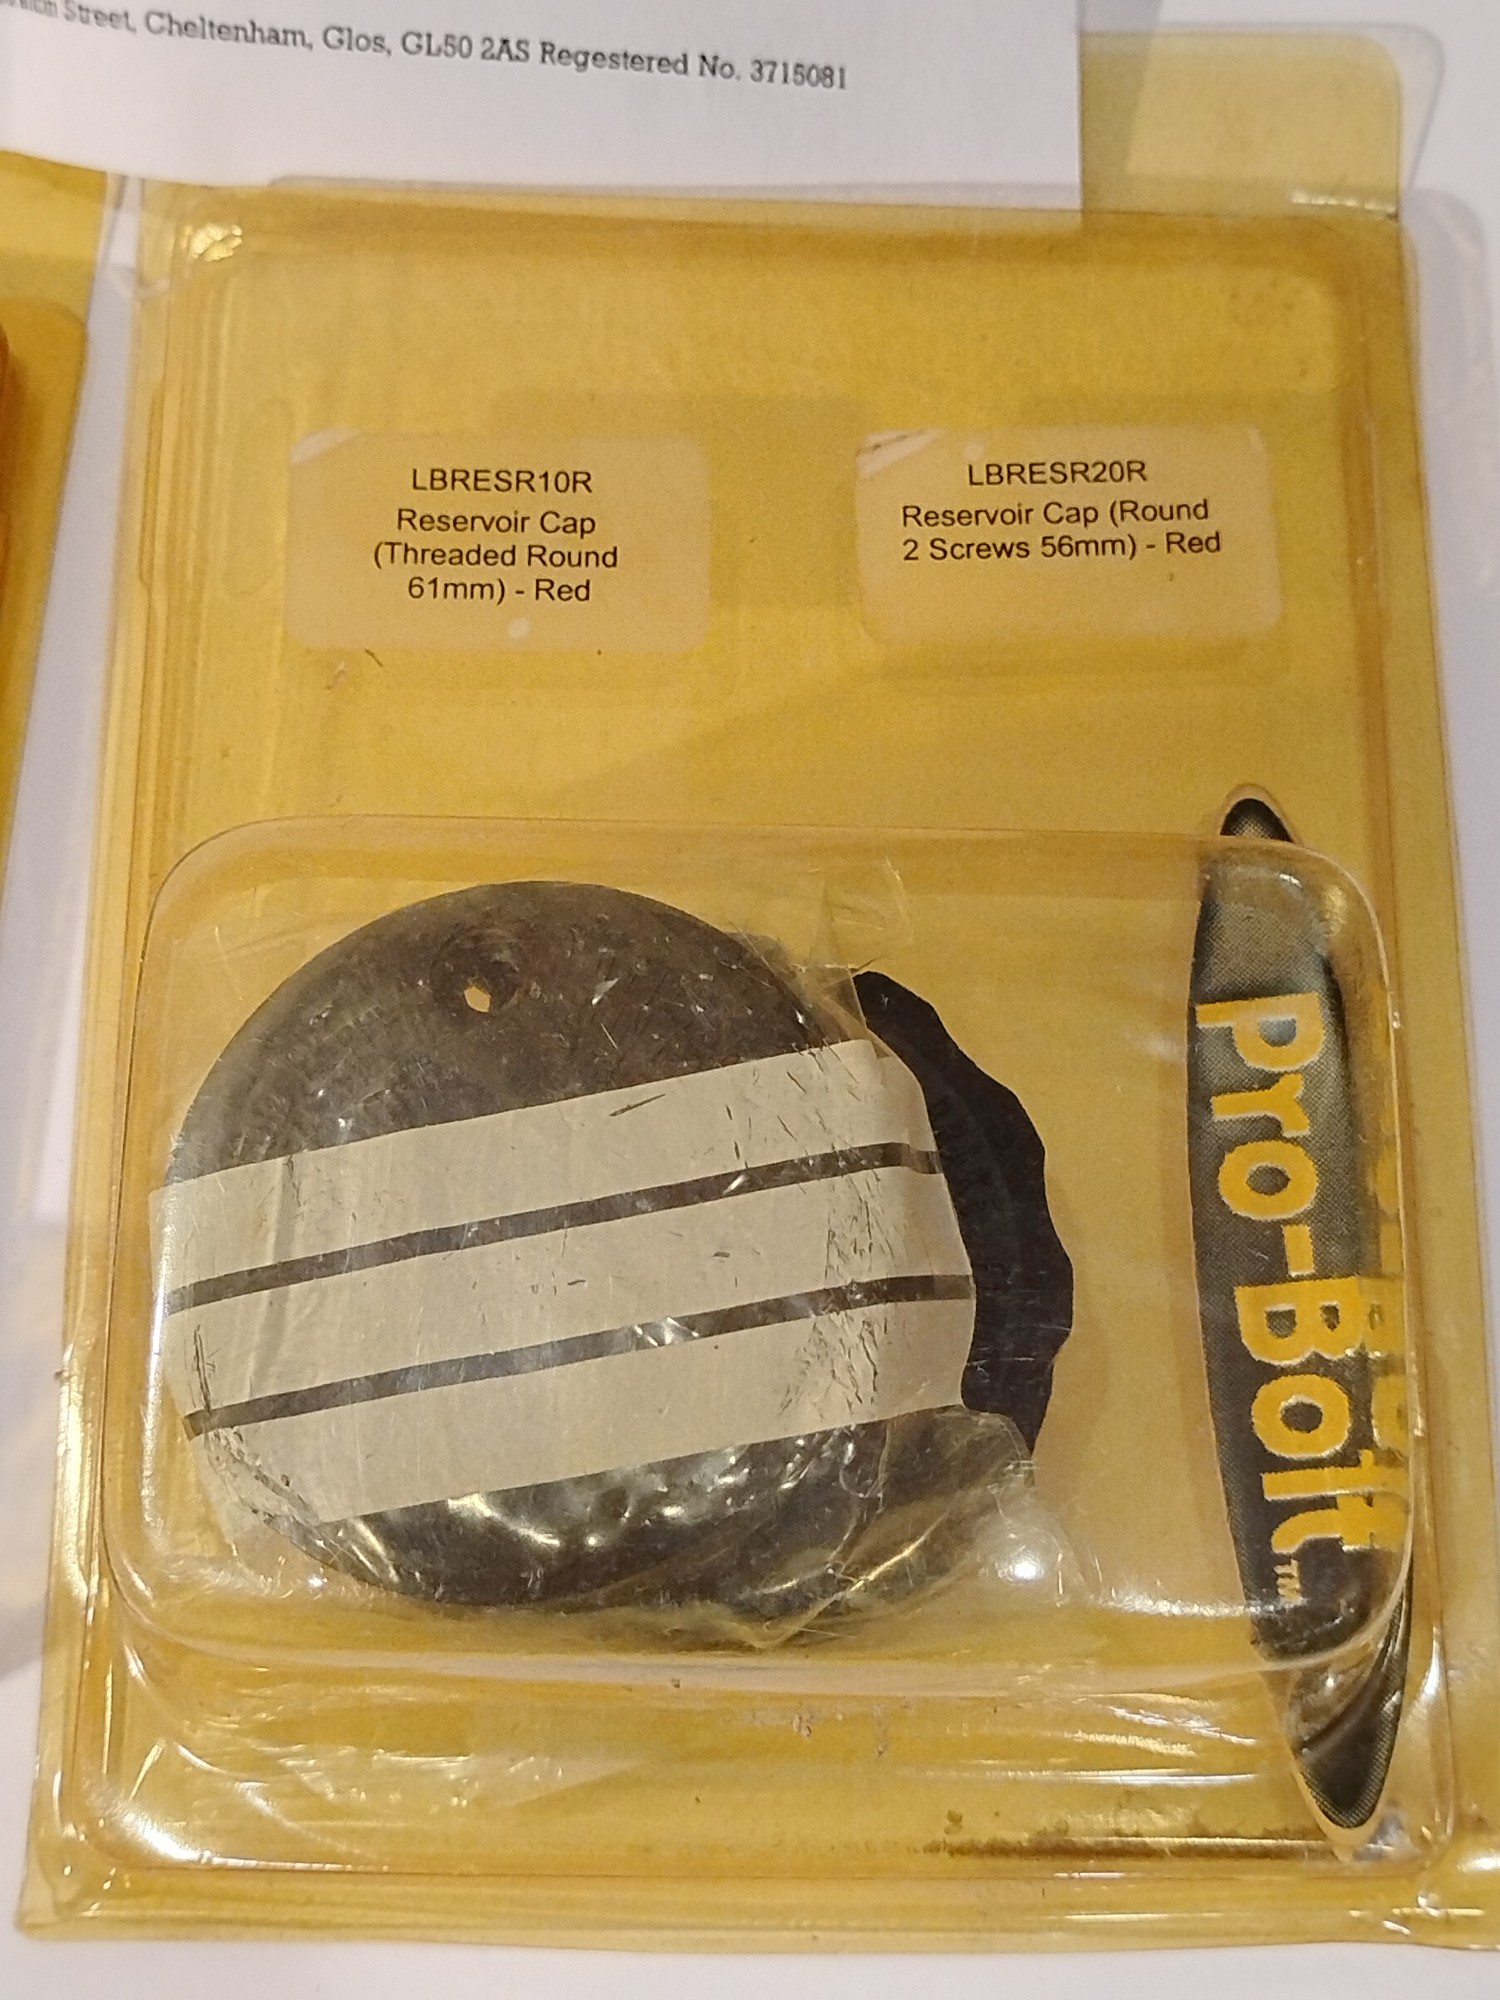 Street, Cheltenham, Glos, GL50 2AS Regestered No. 3715081
LBRESR10R
Reservoir Cap
(Threaded Round
61mm) - Red
LBRESR20R
Reservoir Cap (Round
2 Screws 56mm) - Red
Pro-Bolt™